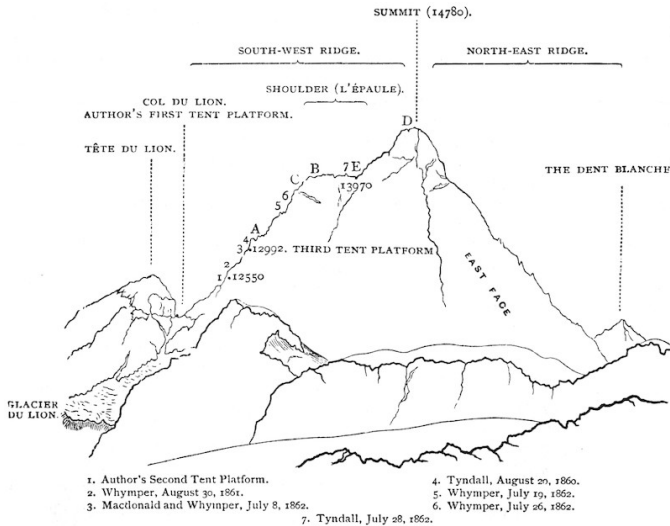 SUMMIT (14780).
SOUTH-WEST RIDGE.
NORTH-EAST RIDGE.
SHOULDER (L'ÉPAULE).
COL DU LION.
AUTHOR'S FIRST TENT PLATFORM.
TÊTE DU LION.
THE DENT BLANCHE
D
7 E
B
C
13970
6
5
A
4
3 12992. THIRD TENT PLATFORM
2
1 12550
EAST FACE
GLACIER
DU LION.
1. Author's Second Tent Platform.
2. Whymper, August 30, 1861.
3. Macdonald and Whymper, July 8, 1862.
4. Tyndall, August 20, 1860.
5. Whymper, July 19, 1862.
6. Whymper, July 26, 1862.
7. Tyndall, July 28, 1862.